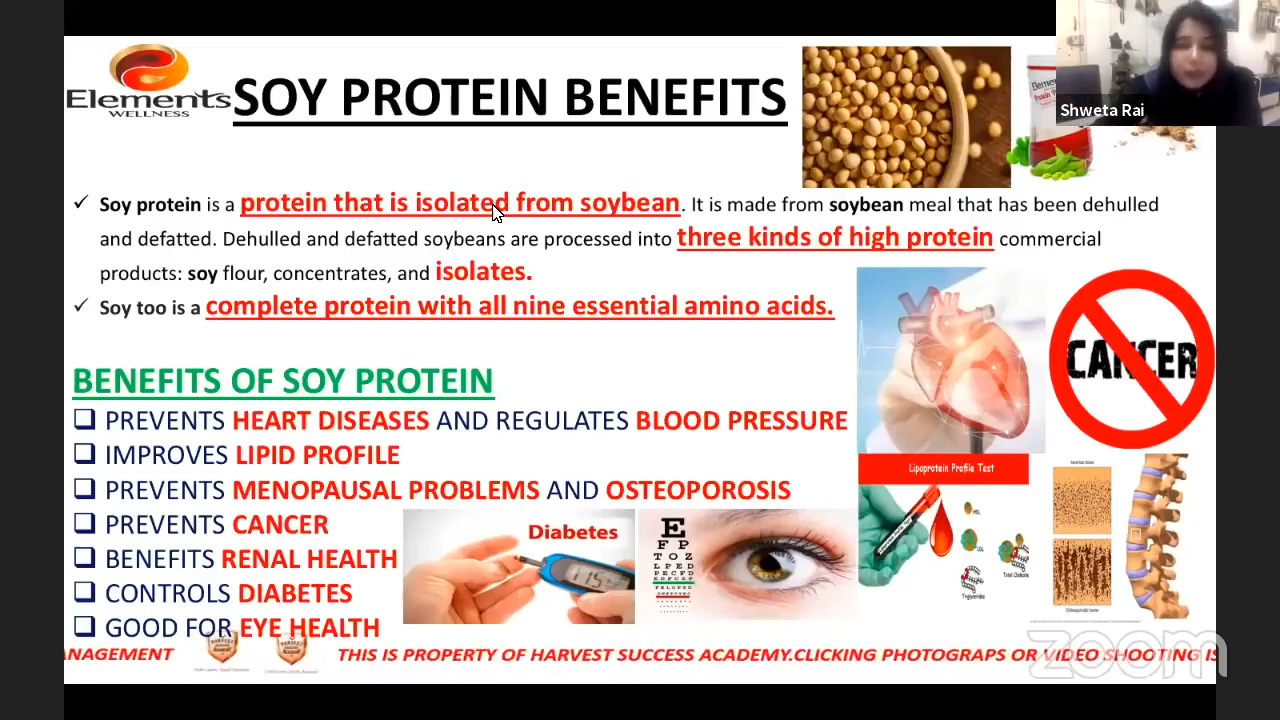 Elements
WELLNESS
SOY PROTEIN BENEFITS
Shweta Rai
✓ Soy protein is a protein that is isolated from soybean. It is made from soybean meal that has been dehulled
and defatted. Dehulled and defatted soybeans are processed into three kinds of high protein commercial
products: soy flour, concentrates, and isolates.
✓ Soy too is a complete protein with all nine essential amino acids.
CANCER
BENEFITS OF SOY PROTEIN
❑ PREVENTS HEART DISEASES AND REGULATES BLOOD PRESSURE
❑ IMPROVES LIPID PROFILE
❑ PREVENTS MENOPAUSAL PROBLEMS AND OSTEOPOROSIS
❑ PREVENTS CANCER
❑ BENEFITS RENAL HEALTH
❑ CONTROLS DIABETES
❑ GOOD FOR EYE HEALTH
Lipoprotein Profile Test
Diabetes
115
E
F P
T O Z
L P E D
P E C F D
HDL
LDL
Triglycerides
zoom
ANAGEMENT
THIS IS PROPERTY OF HARVEST SUCCESS ACADEMY.CLICKING PHOTOGRAPS OR VIDEO SHOOTING IS